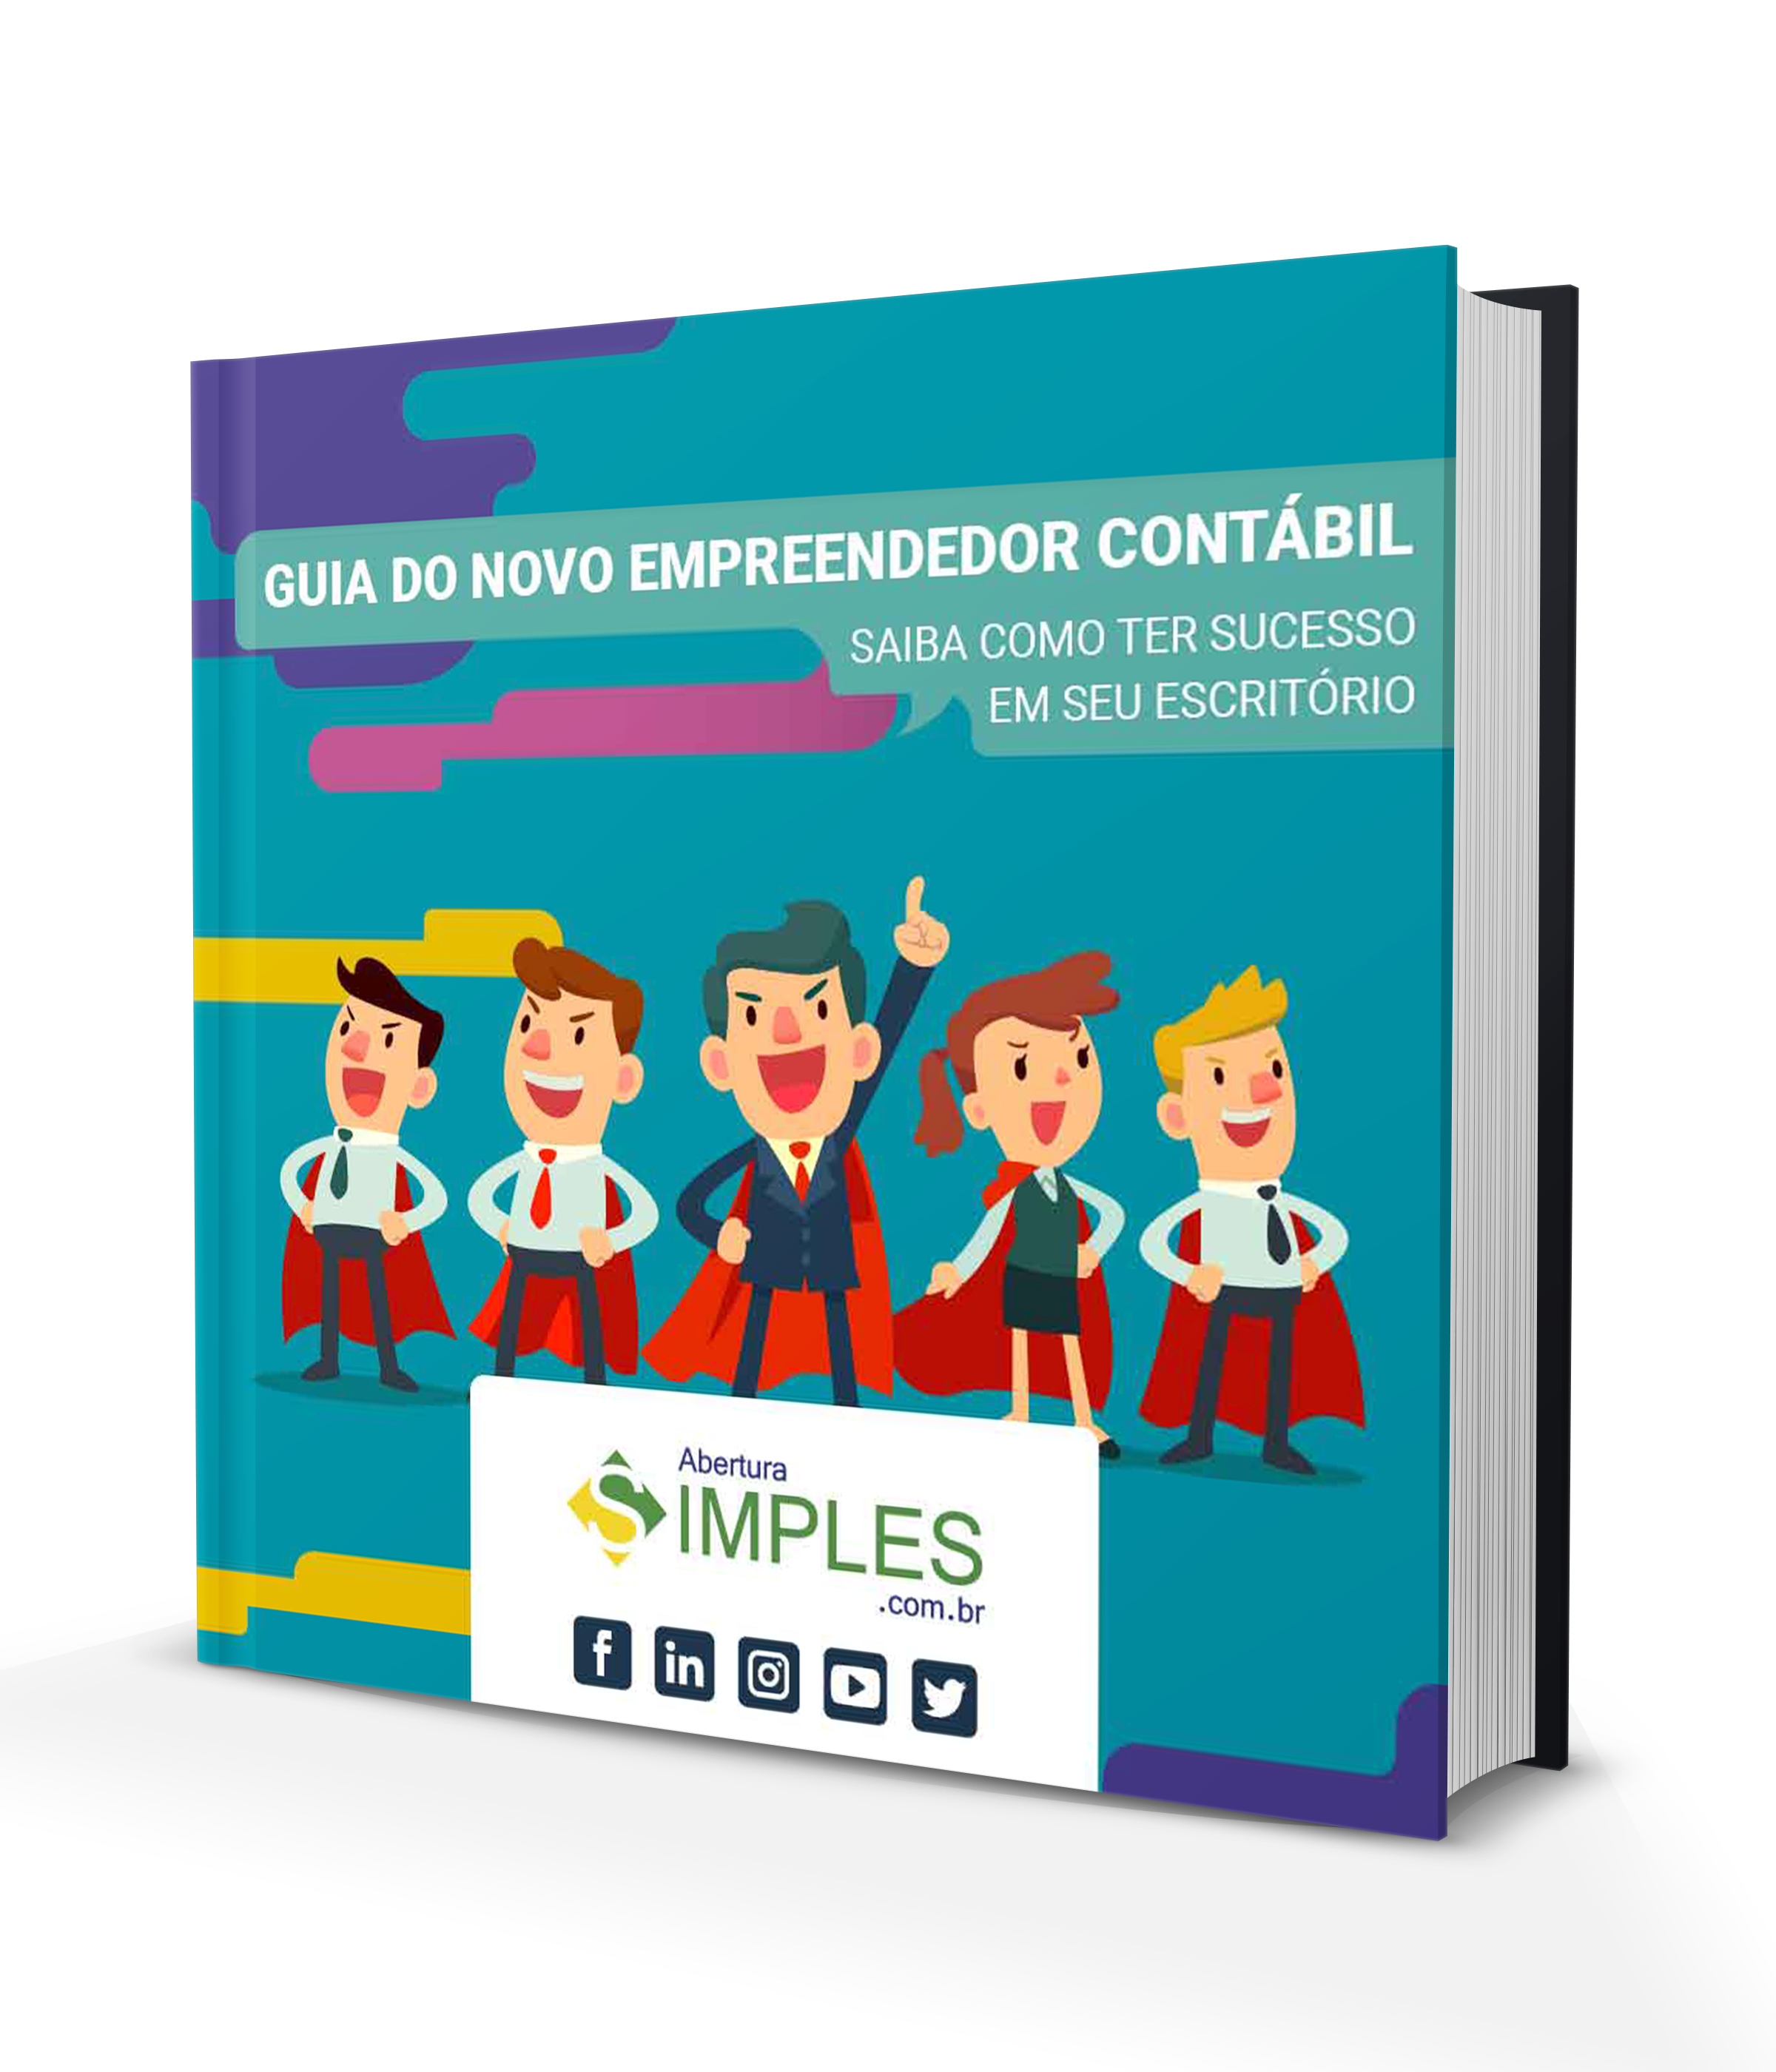 GUIA DO NOVO EMPREENDEDOR CONTÁBIL
SAIBA COMO TER SUCESSO
EM SEU ESCRITÓRIO
Abertura
SIMPLES
.com.br